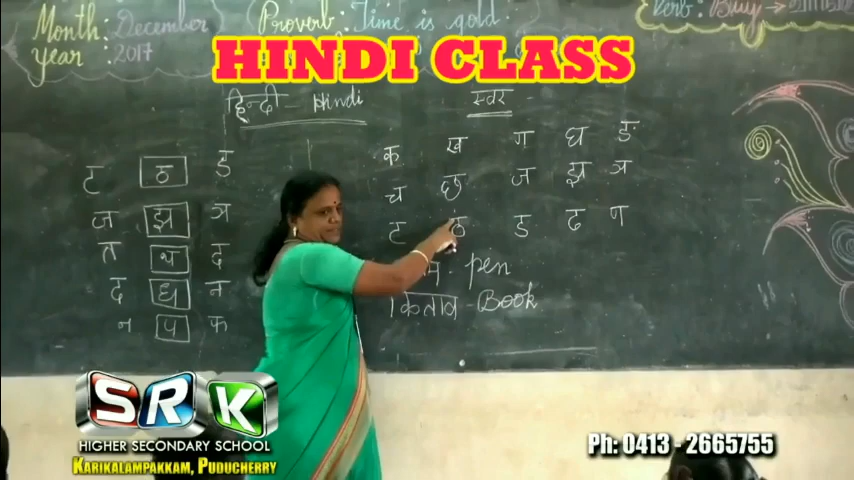 Month: December
Year: 2017
Proverb: Time is gold.
Verb: Buy →
HINDI CLASS
हिन्दी - Hindi
स्वर
ट ठ ड
ज झ ञ
त थ द
द ध न
न प फ
क ख ग घ ङ
च छ ज झ ञ
ट ठ ड ढ ण
pen
किताब - Book
SRK
HIGHER SECONDARY SCHOOL
KARIKALAMPAKKAM, PUDUCHERRY
Ph: 0413 - 2665755